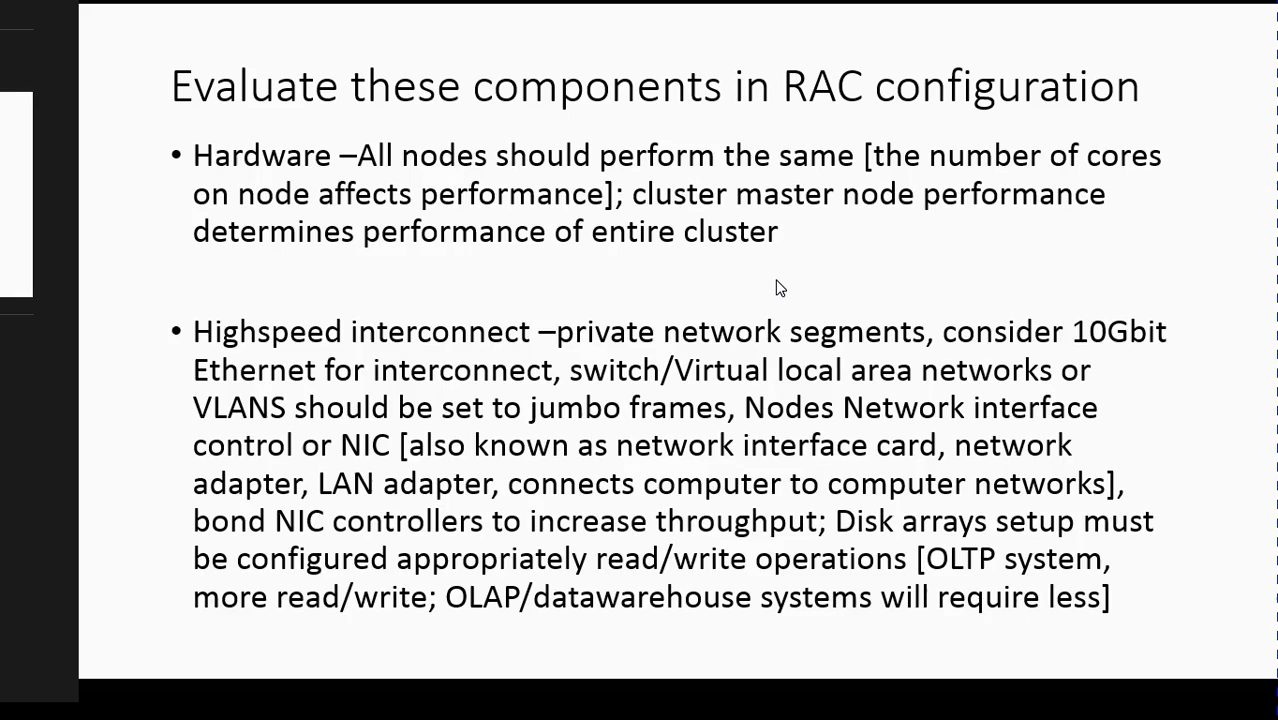 Evaluate these components in RAC configuration
• Hardware –All nodes should perform the same [the number of cores
on node affects performance]; cluster master node performance
determines performance of entire cluster
• Highspeed interconnect –private network segments, consider 10Gbit
Ethernet for interconnect, switch/Virtual local area networks or
VLANS should be set to jumbo frames, Nodes Network interface
control or NIC [also known as network interface card, network
adapter, LAN adapter, connects computer to computer networks],
bond NIC controllers to increase throughput; Disk arrays setup must
be configured appropriately read/write operations [OLTP system,
more read/write; OLAP/datawarehouse systems will require less]